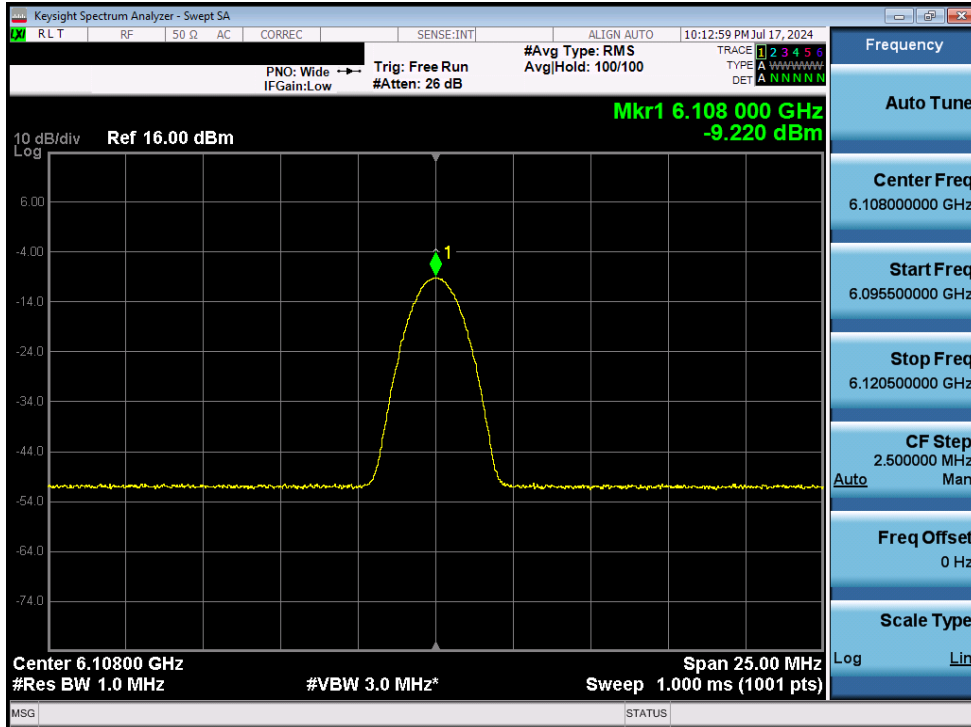 Keysight Spectrum Analyzer - Swept SA
LXI RLT RF 50 Ω AC CORREC SENSE:INT ALIGN AUTO 10:12:59 PM Jul 17, 2024
PNO: Wide
IFGain:Low
Trig: Free Run
#Atten: 26 dB
#Avg Type: RMS
Avg|Hold: 100/100
TRACE 1 2 3 4 5 6
TYPE A WWWWW
DET A N N N N N
Mkr1 6.108 000 GHz
-9.220 dBm
10 dB/div Ref 16.00 dBm
Log
6.00
-4.00
1
-14.0
-24.0
-34.0
-44.0
-54.0
-64.0
-74.0
Center 6.10800 GHz Span 25.00 MHz
#Res BW 1.0 MHz #VBW 3.0 MHz* Sweep 1.000 ms (1001 pts)
MSG STATUS
Frequency
Auto Tune
Center Freq
6.108000000 GHz
Start Freq
6.095500000 GHz
Stop Freq
6.120500000 GHz
CF Step
2.500000 MHz
Auto Man
Freq Offset
0 Hz
Scale Type
Log Lin